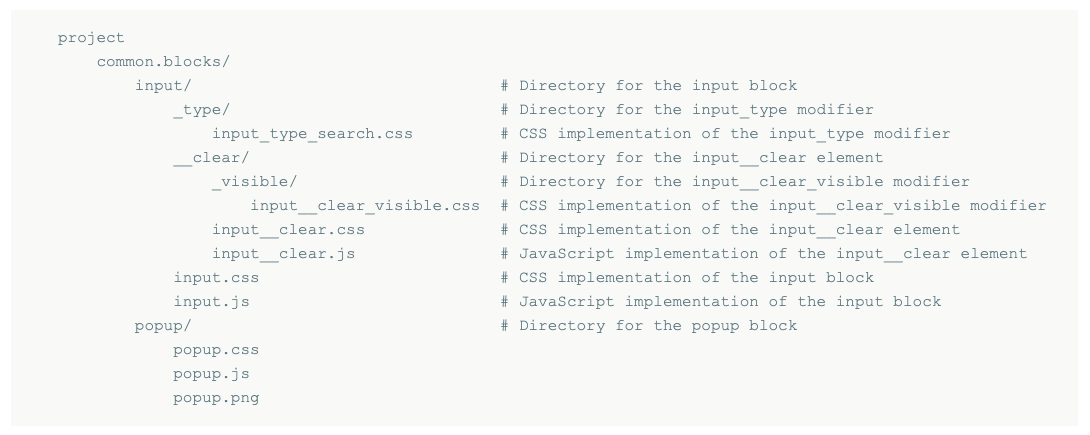 project
    common.blocks/
        input/                                # Directory for the input block
            _type/                            # Directory for the input_type modifier
                input_type_search.css         # CSS implementation of the input_type modifier
            __clear/                          # Directory for the input__clear element
                _visible/                     # Directory for the input__clear_visible modifier
                    input__clear_visible.css  # CSS implementation of the input__clear_visible modifier
                input__clear.css              # CSS implementation of the input__clear element
                input__clear.js               # JavaScript implementation of the input__clear element
            input.css                         # CSS implementation of the input block
            input.js                          # JavaScript implementation of the input block
        popup/                                # Directory for the popup block
            popup.css
            popup.js
            popup.png